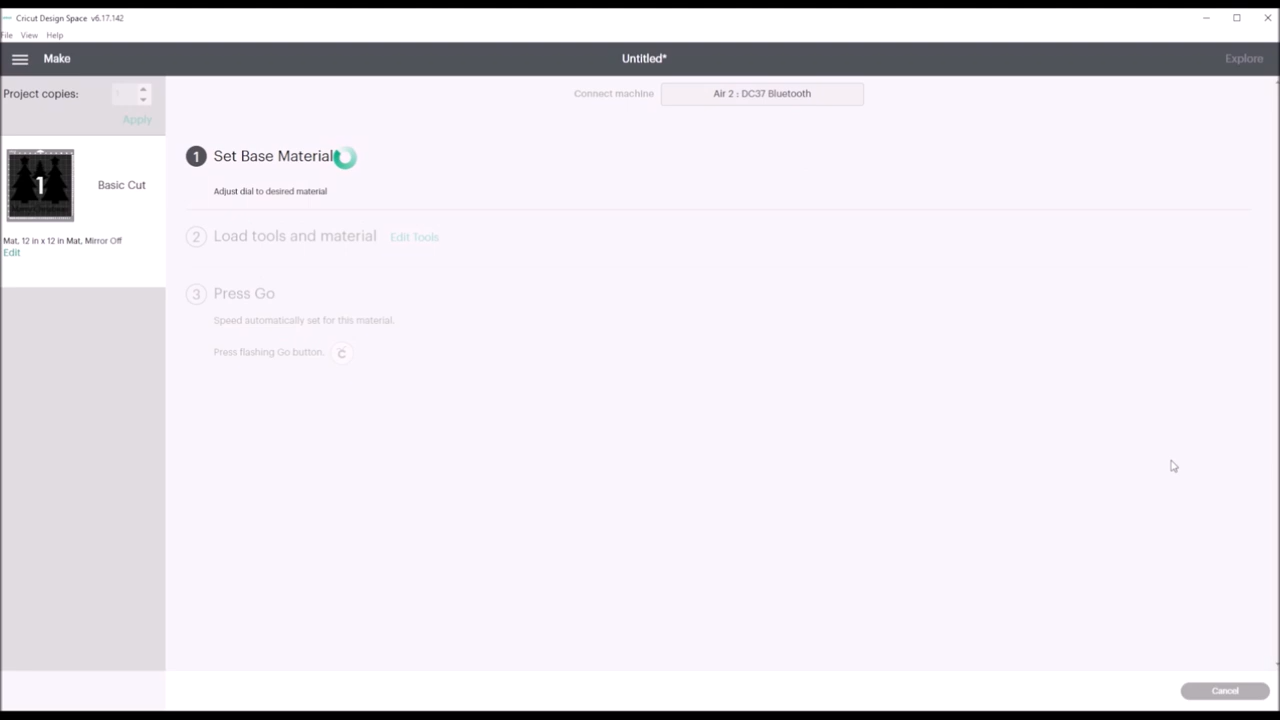 Cricut Design Space v6.17.142
File View Help
Make
Untitled*
Explore
Project copies: 1
Apply
Connect machine
Air 2 : DC37 Bluetooth
1 Set Base Material
Adjust dial to desired material
1
Basic Cut
Mat, 12 in x 12 in Mat, Mirror Off
Edit
2 Load tools and material Edit Tools
3 Press Go
Speed automatically set for this material.
Press flashing Go button.
Cancel